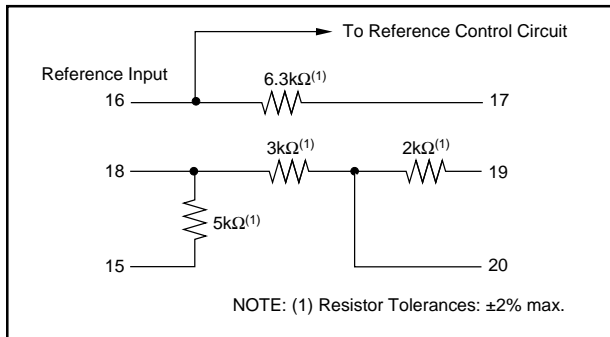 To Reference Control Circuit
Reference Input
6.3kΩ(1)
16
17
3kΩ(1)
2kΩ(1)
18
19
5kΩ(1)
15
20
NOTE: (1) Resistor Tolerances: ±2% max.